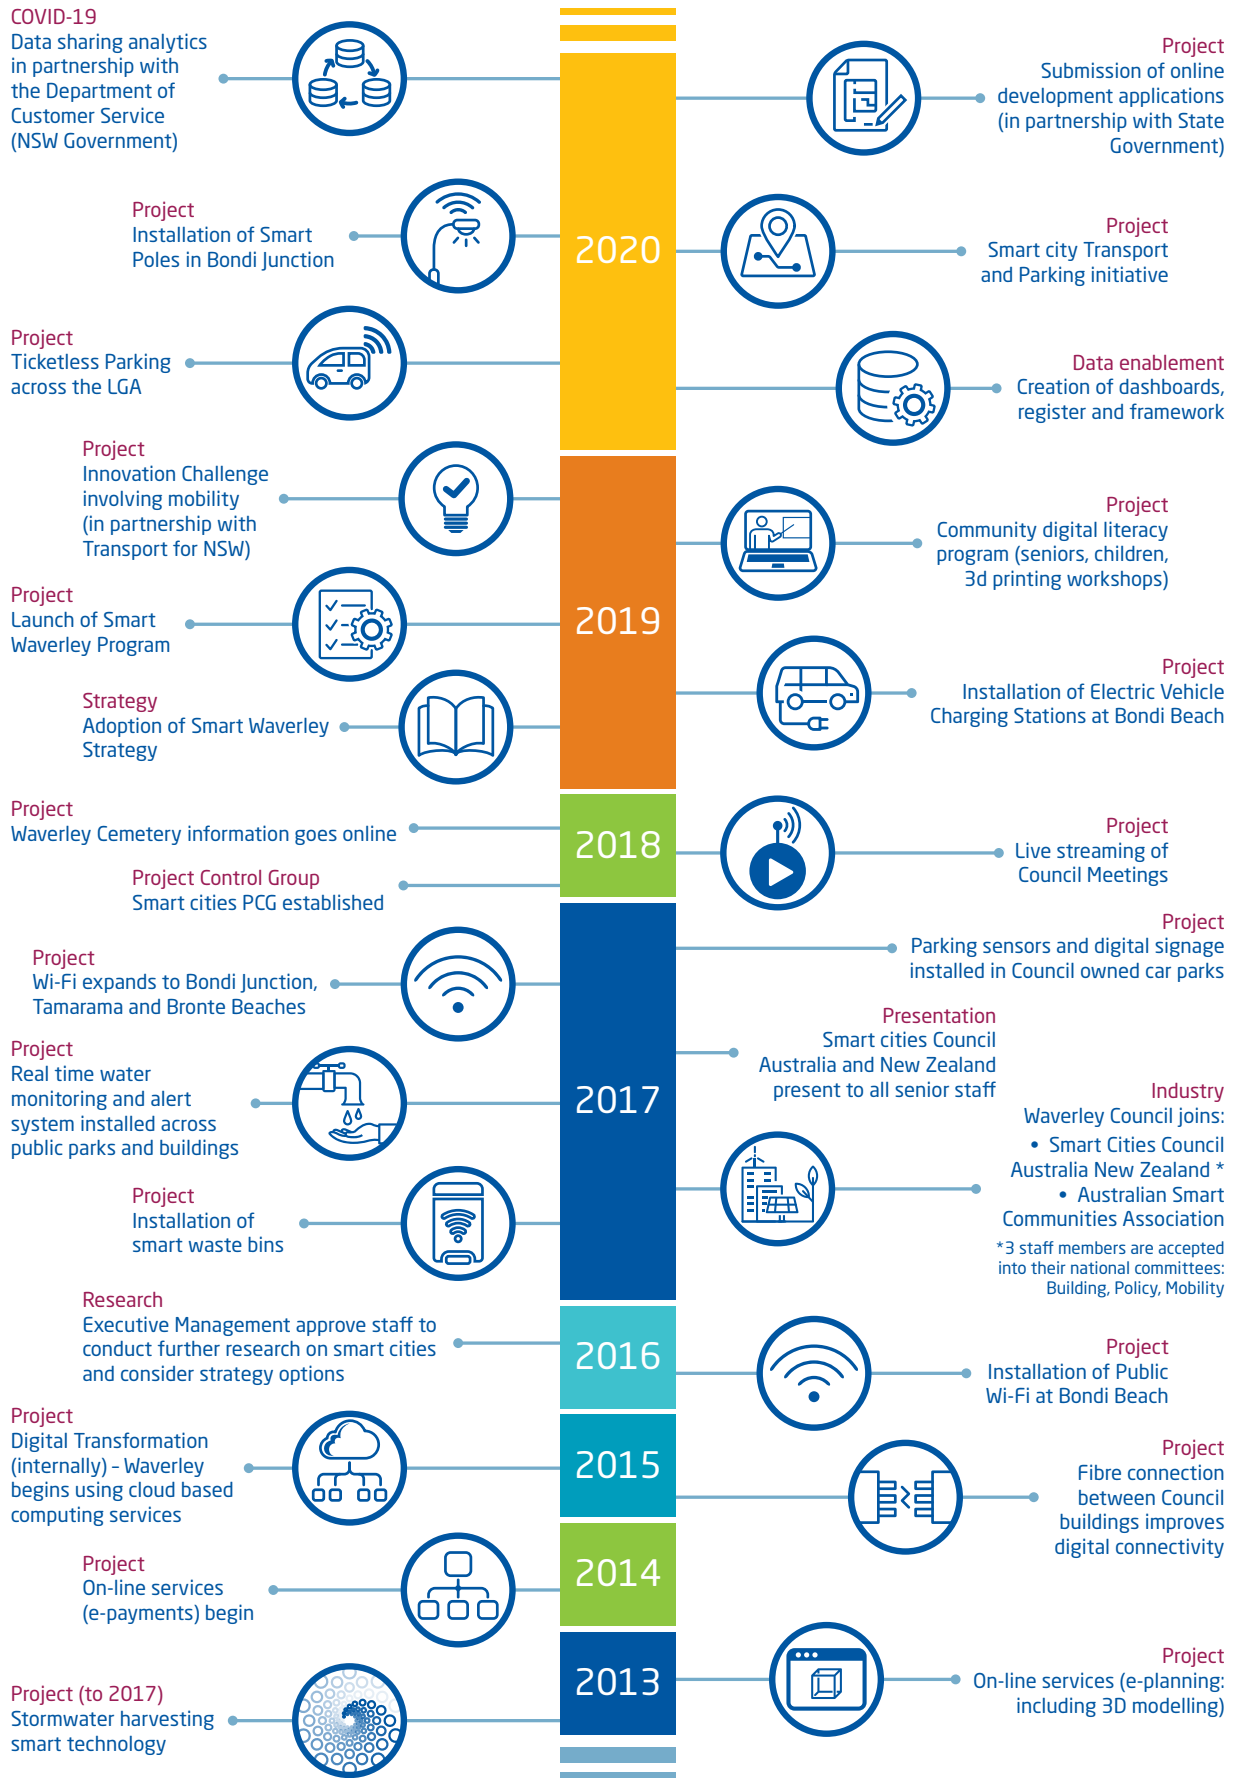 COVID-19
Data sharing analytics
in partnership with
the Department of
Customer Service
(NSW Government)
Project
Submission of online
development applications
(in partnership with State
Government)
Project
Installation of Smart
Poles in Bondi Junction
2020
Project
Smart city Transport
and Parking initiative
Project
Ticketless Parking
across the LGA
Data enablement
Creation of dashboards,
register and framework
Project
Innovation Challenge
involving mobility
(in partnership with
Transport for NSW)
Project
Community digital literacy
program (seniors, children,
3d printing workshops)
Project
Launch of Smart
Waverley Program
2019
Project
Installation of Electric Vehicle
Charging Stations at Bondi Beach
Strategy
Adoption of Smart Waverley
Strategy
Project
Waverley Cemetery information goes online
2018
Project
Live streaming of
Council Meetings
Project Control Group
Smart cities PCG established
Project
Parking sensors and digital signage
installed in Council owned car parks
Project
Wi-Fi expands to Bondi Junction,
Tamarama and Bronte Beaches
Presentation
Smart cities Council
Australia and New Zealand
present to all senior staff
Project
Real time water
monitoring and alert
system installed across
public parks and buildings
2017
Industry
Waverley Council joins:
• Smart Cities Council
Australia New Zealand *
• Australian Smart
Communities Association
*3 staff members are accepted
into their national committees:
Building, Policy, Mobility
Project
Installation of
smart waste bins
Research
Executive Management approve staff to
conduct further research on smart cities
and consider strategy options
2016
Project
Installation of Public
Wi-Fi at Bondi Beach
Project
Digital Transformation
(internally) – Waverley
begins using cloud based
computing services
2015
Project
Fibre connection
between Council
buildings improves
digital connectivity
Project
On-line services
(e-payments) begin
2014
2013
Project
On-line services (e-planning:
including 3D modelling)
Project (to 2017)
Stormwater harvesting
smart technology